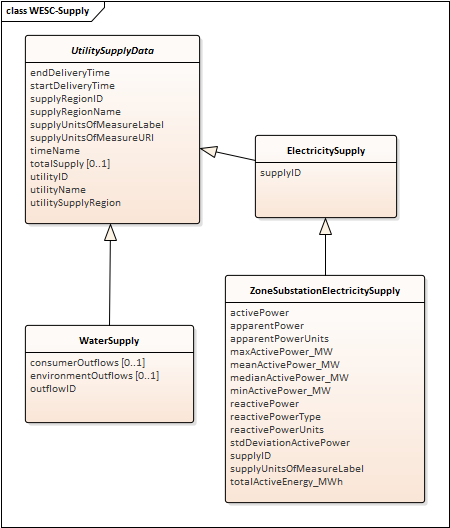 class WESC-Supply
UtilitySupplyData
endDeliveryTime
startDeliveryTime
supplyRegionID
supplyRegionName
supplyUnitsOfMeasureLabel
supplyUnitsOfMeasureURI
timeName
totalSupply [0..1]
utilityID
utilityName
utilitySupplyRegion
ElectricitySupply
supplyID
WaterSupply
consumerOutflows [0..1]
environmentOutflows [0..1]
outflowID
ZoneSubstationElectricitySupply
activePower
apparentPower
apparentPowerUnits
maxActivePower_MW
meanActivePower_MW
medianActivePower_MW
minActivePower_MW
reactivePower
reactivePowerType
reactivePowerUnits
stdDeviationActivePower
supplyID
supplyUnitsOfMeasureLabel
totalActiveEnergy_MWh